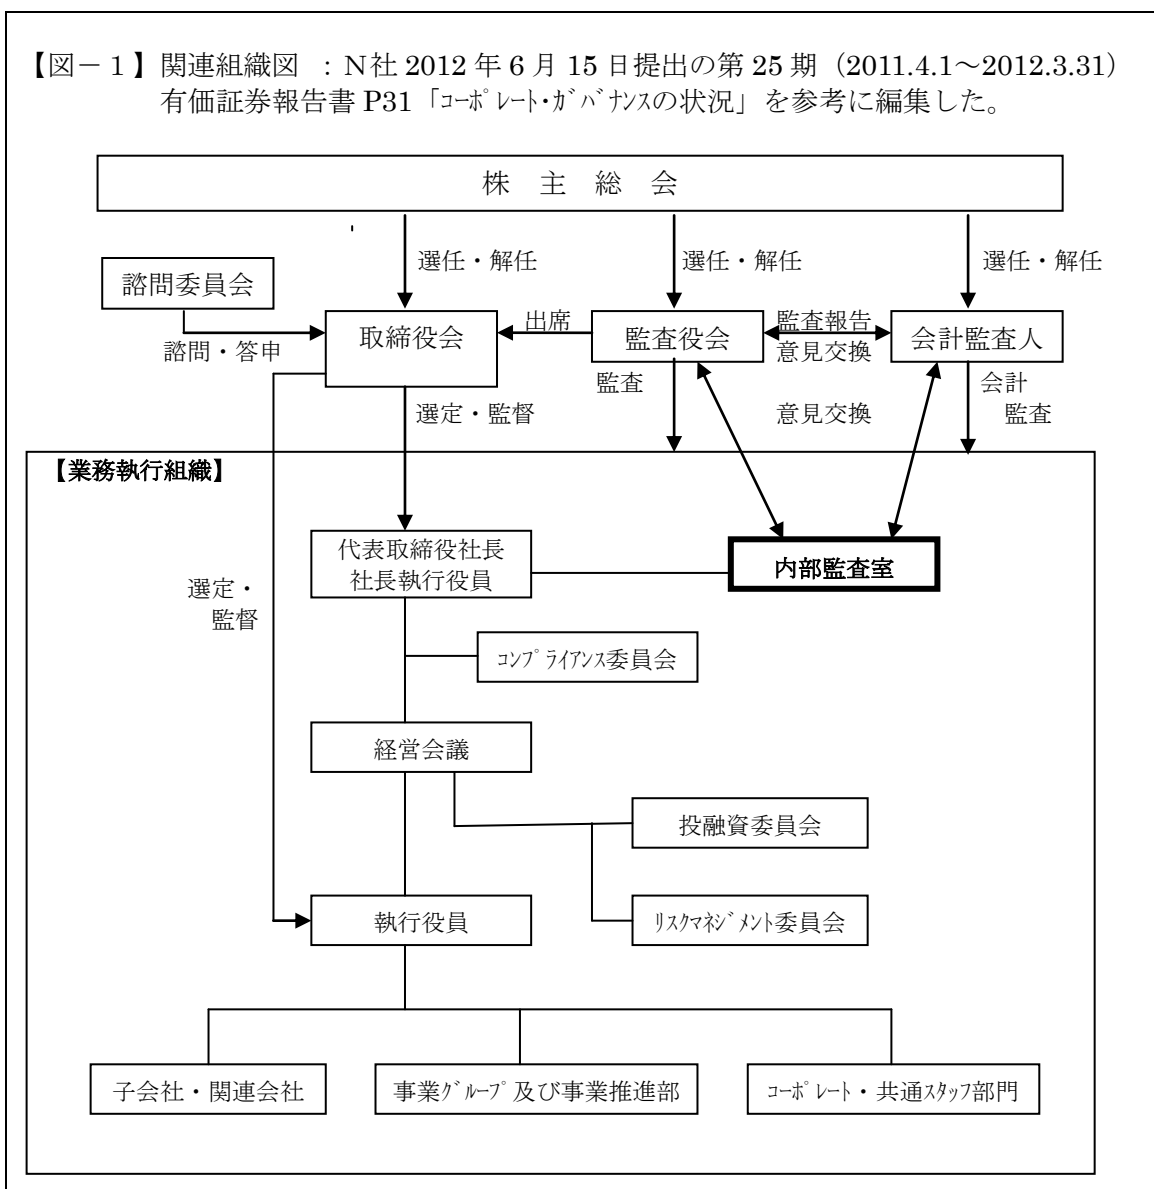 【図－１】関連組織図 ：Ｎ社 2012 年 6 月 15 日提出の第 25 期（2011.4.1～2012.3.31）
有価証券報告書 P31「ｺｰﾎﾟﾚｰﾄ・ｶﾞﾊﾞﾅﾝｽの状況」を参考に編集した。
株 主 総 会
選任・解任
選任・解任
選任・解任
諮問委員会
諮問・答申
取締役会
出席
監査役会
監査報告
意見交換
会計監査人
選定・監督
監査
意見交換
会計
監査
【業務執行組織】
代表取締役社長
社長執行役員
内部監査室
選定・
監督
ｺﾝﾌﾟﾗｲｱﾝｽ委員会
経営会議
投融資委員会
執行役員
ﾘｽｸﾏﾈｼﾞﾒﾝﾄ委員会
子会社・関連会社
事業ｸﾞﾙｰﾌﾟ及び事業推進部
ｺｰﾎﾟﾚｰﾄ・共通ｽﾀｯﾌ部門